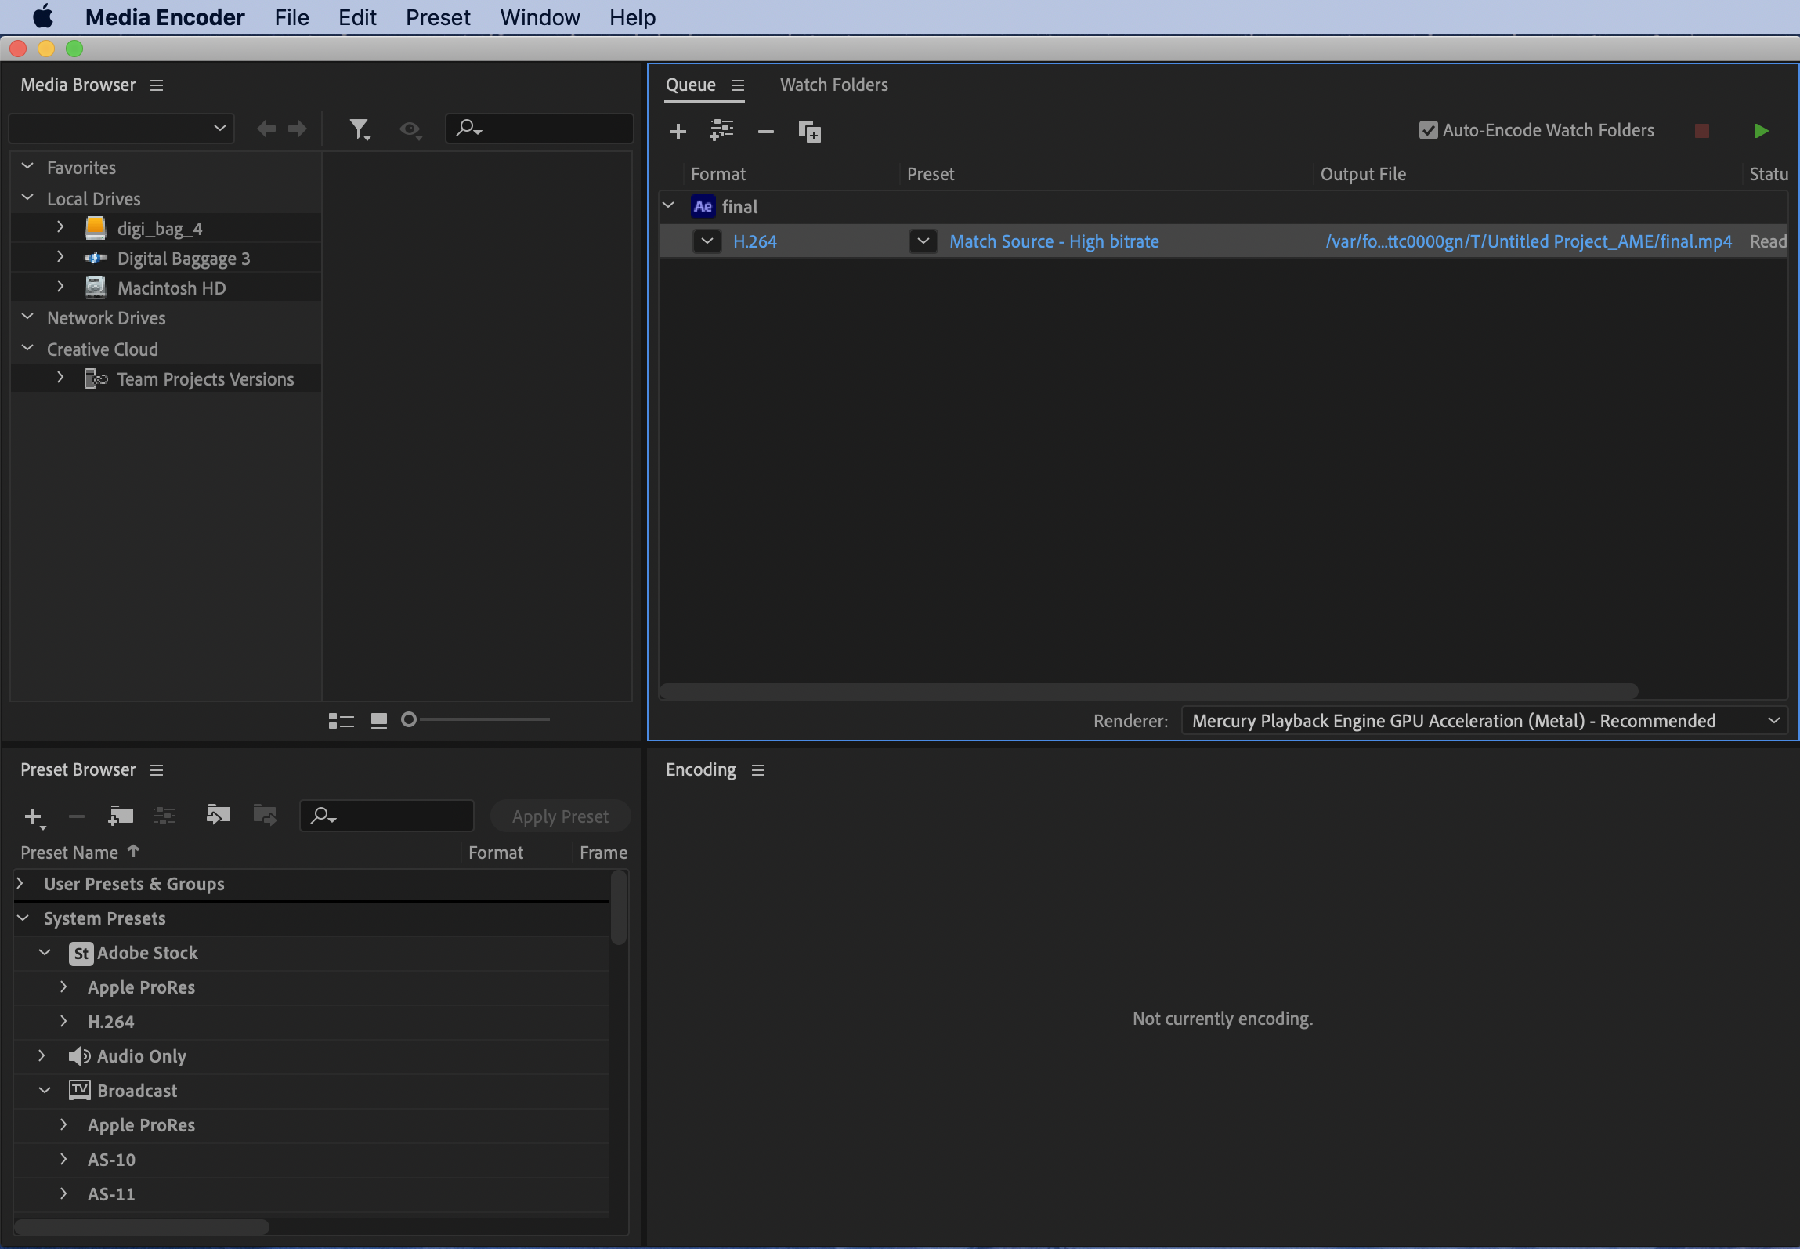 Media Encoder File Edit Preset Window Help
Media Browser
Favorites
Local Drives
digi_bag_4
Digital Baggage 3
Macintosh HD
Network Drives
Creative Cloud
Team Projects Versions
Queue Watch Folders
Auto-Encode Watch Folders
Format Preset Output File Statu
Ae final
H.264 Match Source - High bitrate /var/fo...ttc0000gn/T/Untitled Project_AME/final.mp4 Read
Renderer: Mercury Playback Engine GPU Acceleration (Metal) - Recommended
Preset Browser
Apply Preset
Preset Name Format Frame
User Presets & Groups
System Presets
St Adobe Stock
Apple ProRes
H.264
Audio Only
TV Broadcast
Apple ProRes
AS-10
AS-11
Encoding
Not currently encoding.